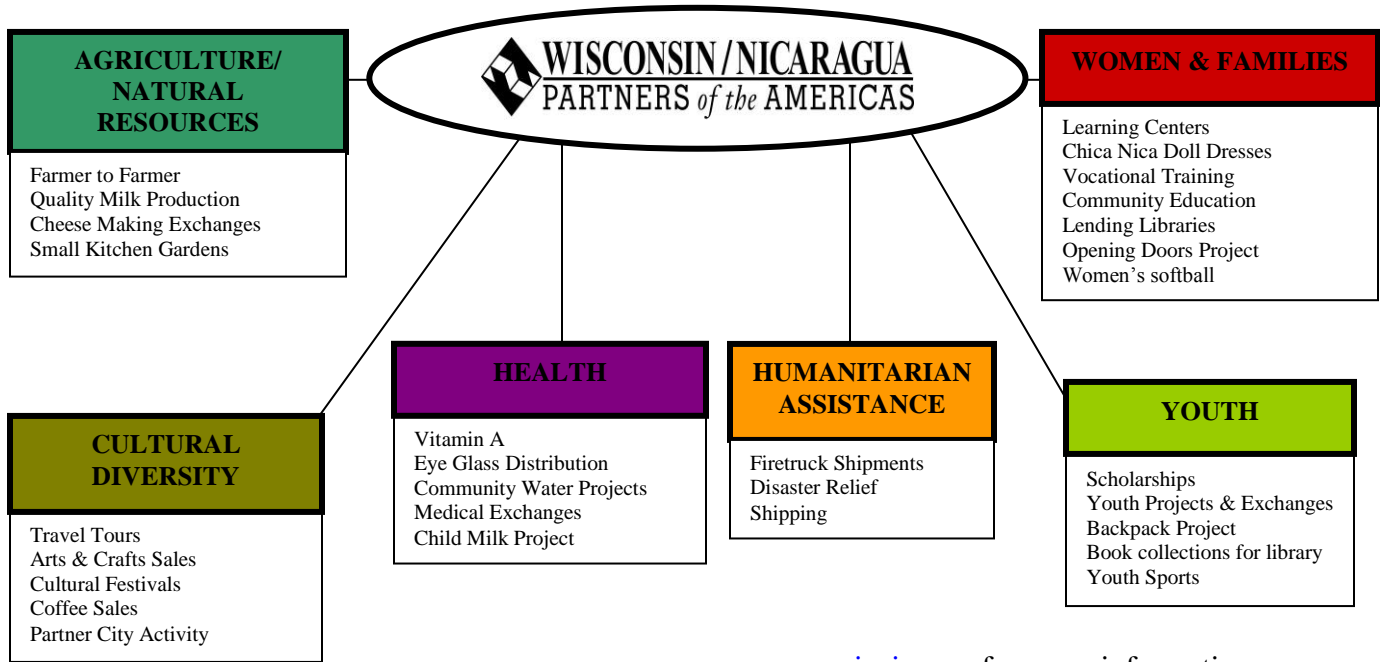 WISCONSIN / NICARAGUA
PARTNERS of the AMERICAS
AGRICULTURE/
NATURAL
RESOURCES
Farmer to Farmer
Quality Milk Production
Cheese Making Exchanges
Small Kitchen Gardens
WOMEN & FAMILIES
Learning Centers
Chica Nica Doll Dresses
Vocational Training
Community Education
Lending Libraries
Opening Doors Project
Women’s softball
CULTURAL
DIVERSITY
Travel Tours
Arts & Crafts Sales
Cultural Festivals
Coffee Sales
Partner City Activity
HEALTH
Vitamin A
Eye Glass Distribution
Community Water Projects
Medical Exchanges
Child Milk Project
HUMANITARIAN
ASSISTANCE
Firetruck Shipments
Disaster Relief
Shipping
YOUTH
Scholarships
Youth Projects & Exchanges
Backpack Project
Book collections for library
Youth Sports